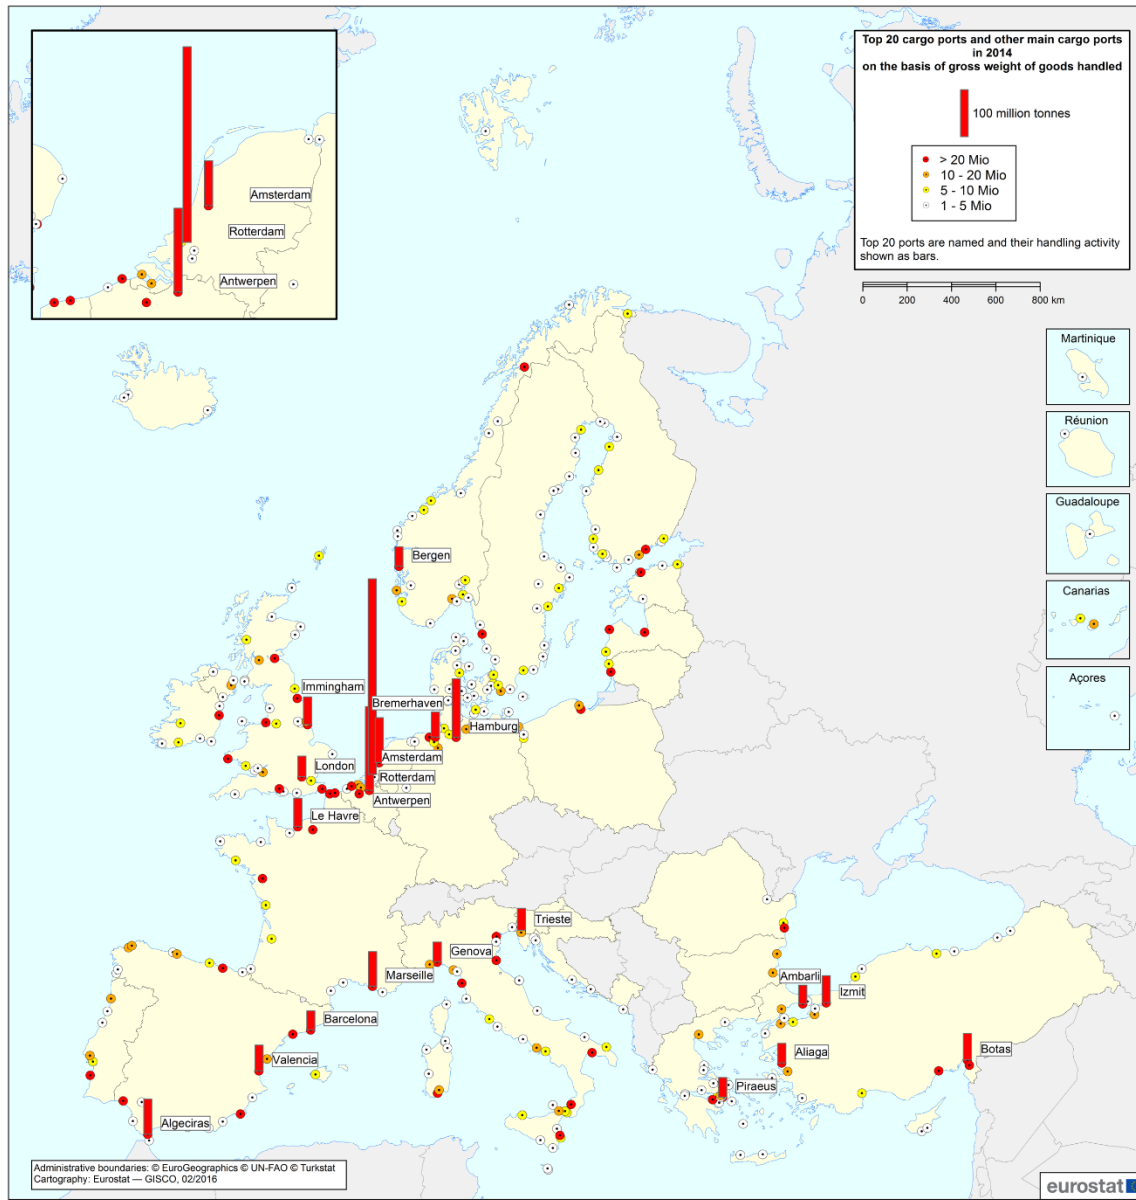 Top 20 cargo ports and other main cargo ports
in 2014
on the basis of gross weight of goods handled
100 million tonnes
> 20 Mio
10 - 20 Mio
5 - 10 Mio
1 - 5 Mio
Top 20 ports are named and their handling activity
shown as bars.
0 200 400 600 800 km
Amsterdam
Rotterdam
Antwerpen
Martinique
Réunion
Guadaloupe
Canarias
Açores
Bergen
Immingham
Bremerhaven
Hamburg
London
Amsterdam
Rotterdam
Antwerpen
Le Havre
Trieste
Genova
Marseille
Ambarli
Izmit
Barcelona
Valencia
Aliaga
Botas
Piraeus
Algeciras
Administrative boundaries: © EuroGeographics © UN-FAO © Turkstat
Cartography: Eurostat — GISCO, 02/2016
eurostat